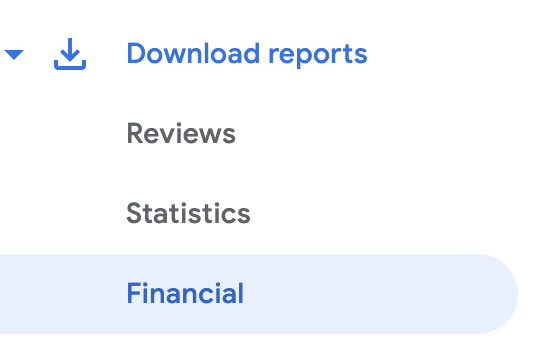 Download reports
Reviews
Statistics
Financial